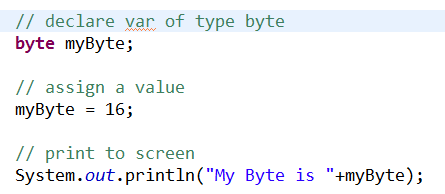 // declare var of type byte
byte myByte;
// assign a value
myByte = 16;
// print to screen
System.out.println("My Byte is "+myByte);